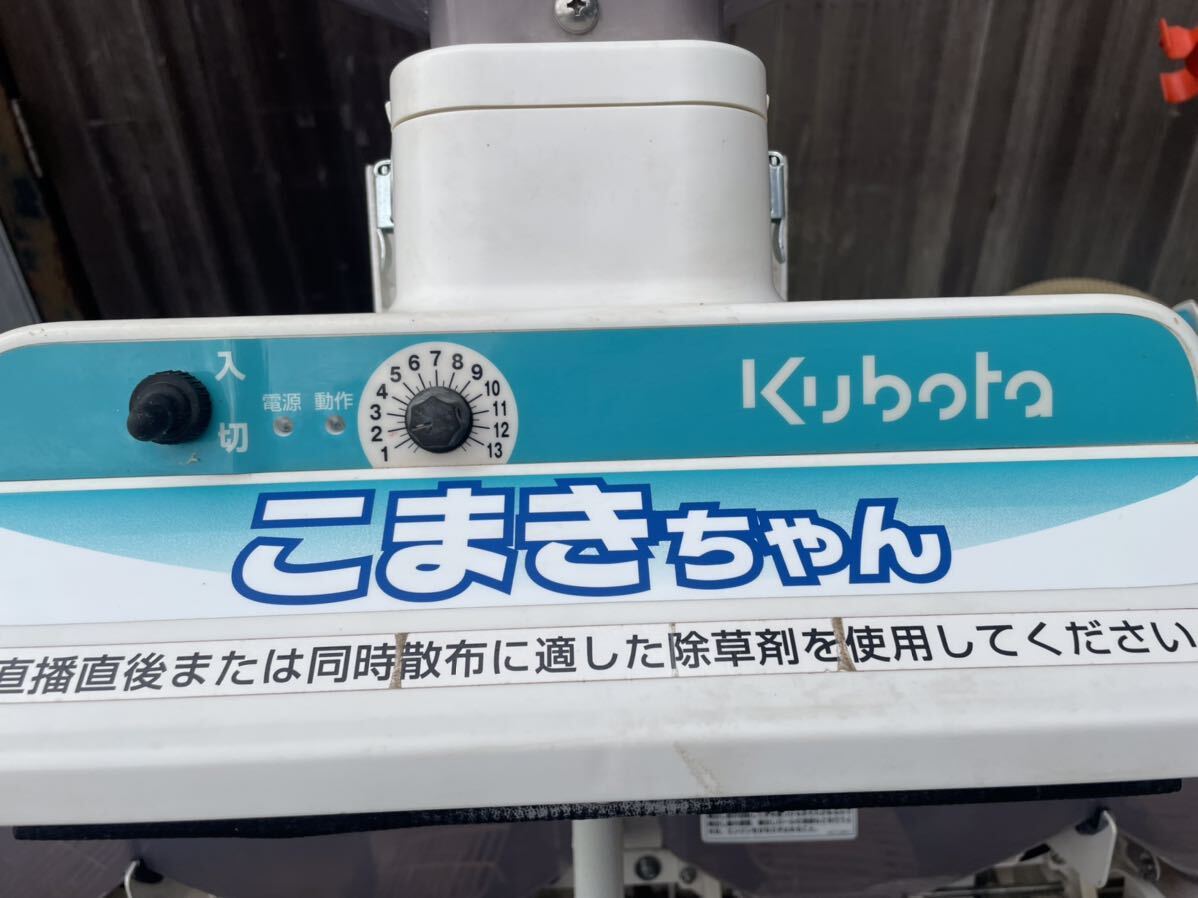 入
切
電源 動作
1 2 3 4 5 6 7 8 9 10 11 12 13
Kubota
こまきちゃん
直播直後または同時散布に適した除草剤を使用してください